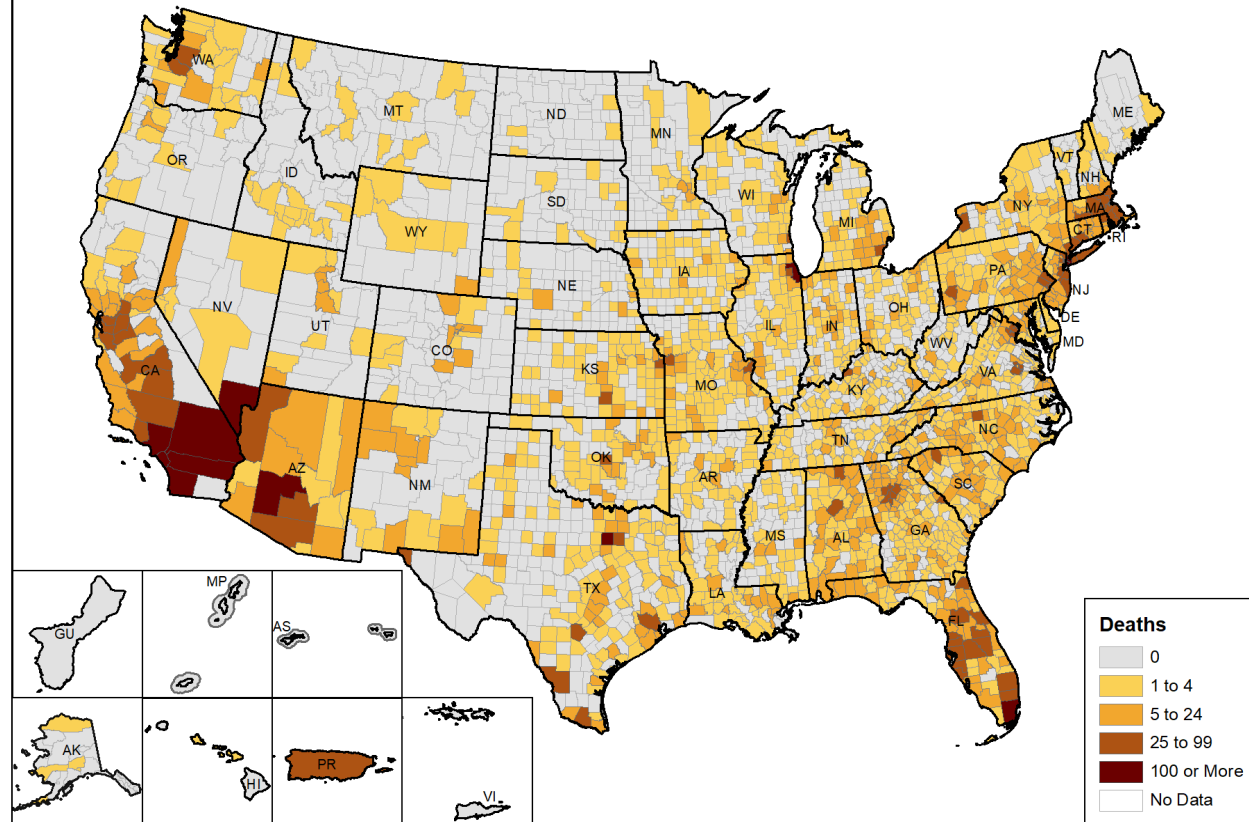 WA
MT
ND
MN
ME
OR
ID
SD
WI
MI
VT
NH
NY
MA
CT
RI
WY
IA
NE
PA
NJ
NV
UT
CO
IL
IN
OH
DE
MD
WV
CA
KS
MO
KY
VA
AZ
NM
OK
AR
TN
NC
SC
MS
AL
GA
TX
LA
FL
GU
MP
AS
AK
HI
PR
VI
Deaths
0
1 to 4
5 to 24
25 to 99
100 or More
No Data